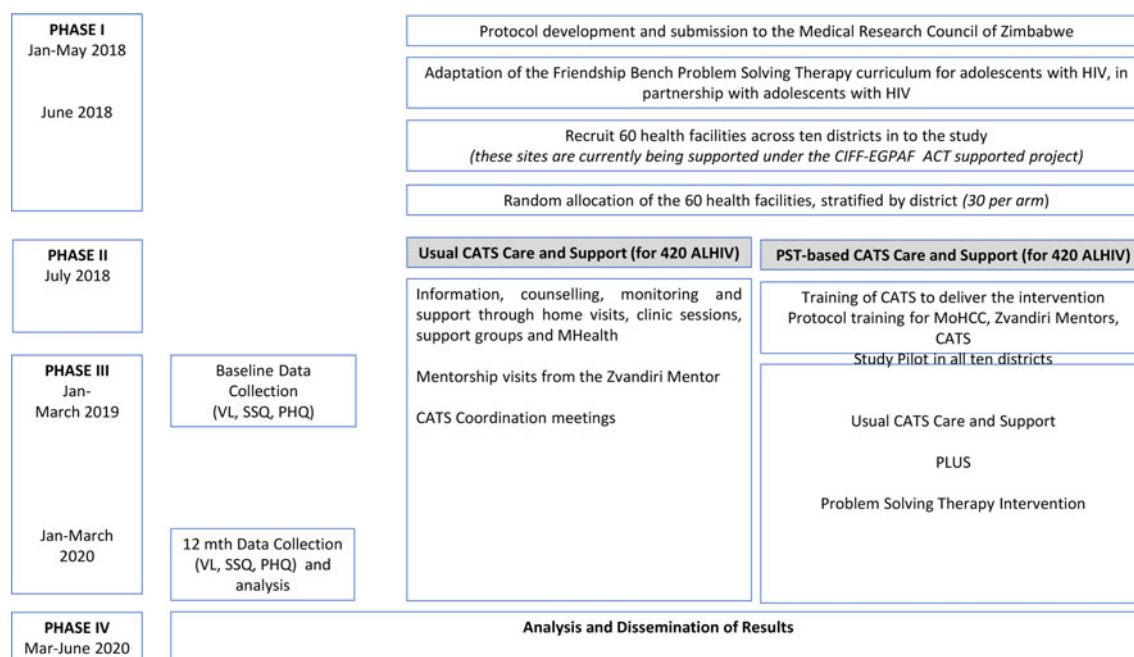 PHASE I
Jan-May 2018
June 2018
Protocol development and submission to the Medical Research Council of Zimbabwe
Adaptation of the Friendship Bench Problem Solving Therapy curriculum for adolescents with HIV, in
partnership with adolescents with HIV
Recruit 60 health facilities across ten districts in to the study
(these sites are currently being supported under the CIFF-EGPAF ACT supported project)
Random allocation of the 60 health facilities, stratified by district (30 per arm)
PHASE II
July 2018
Usual CATS Care and Support (for 420 ALHIV)
Information, counselling, monitoring and
support through home visits, clinic sessions,
support groups and MHealth
Mentorship visits from the Zvandiri Mentor
CATS Coordination meetings
PST-based CATS Care and Support (for 420 ALHIV)
Training of CATS to deliver the intervention
Protocol training for MoHCC, Zvandiri Mentors,
CATS
Study Pilot in all ten districts
Usual CATS Care and Support
PLUS
Problem Solving Therapy Intervention
PHASE III
Jan-
March 2019
Baseline Data
Collection
(VL, SSQ, PHQ)
Jan-March
2020
12 mth Data Collection
(VL, SSQ, PHQ) and
analysis
PHASE IV
Mar-June 2020
Analysis and Dissemination of Results